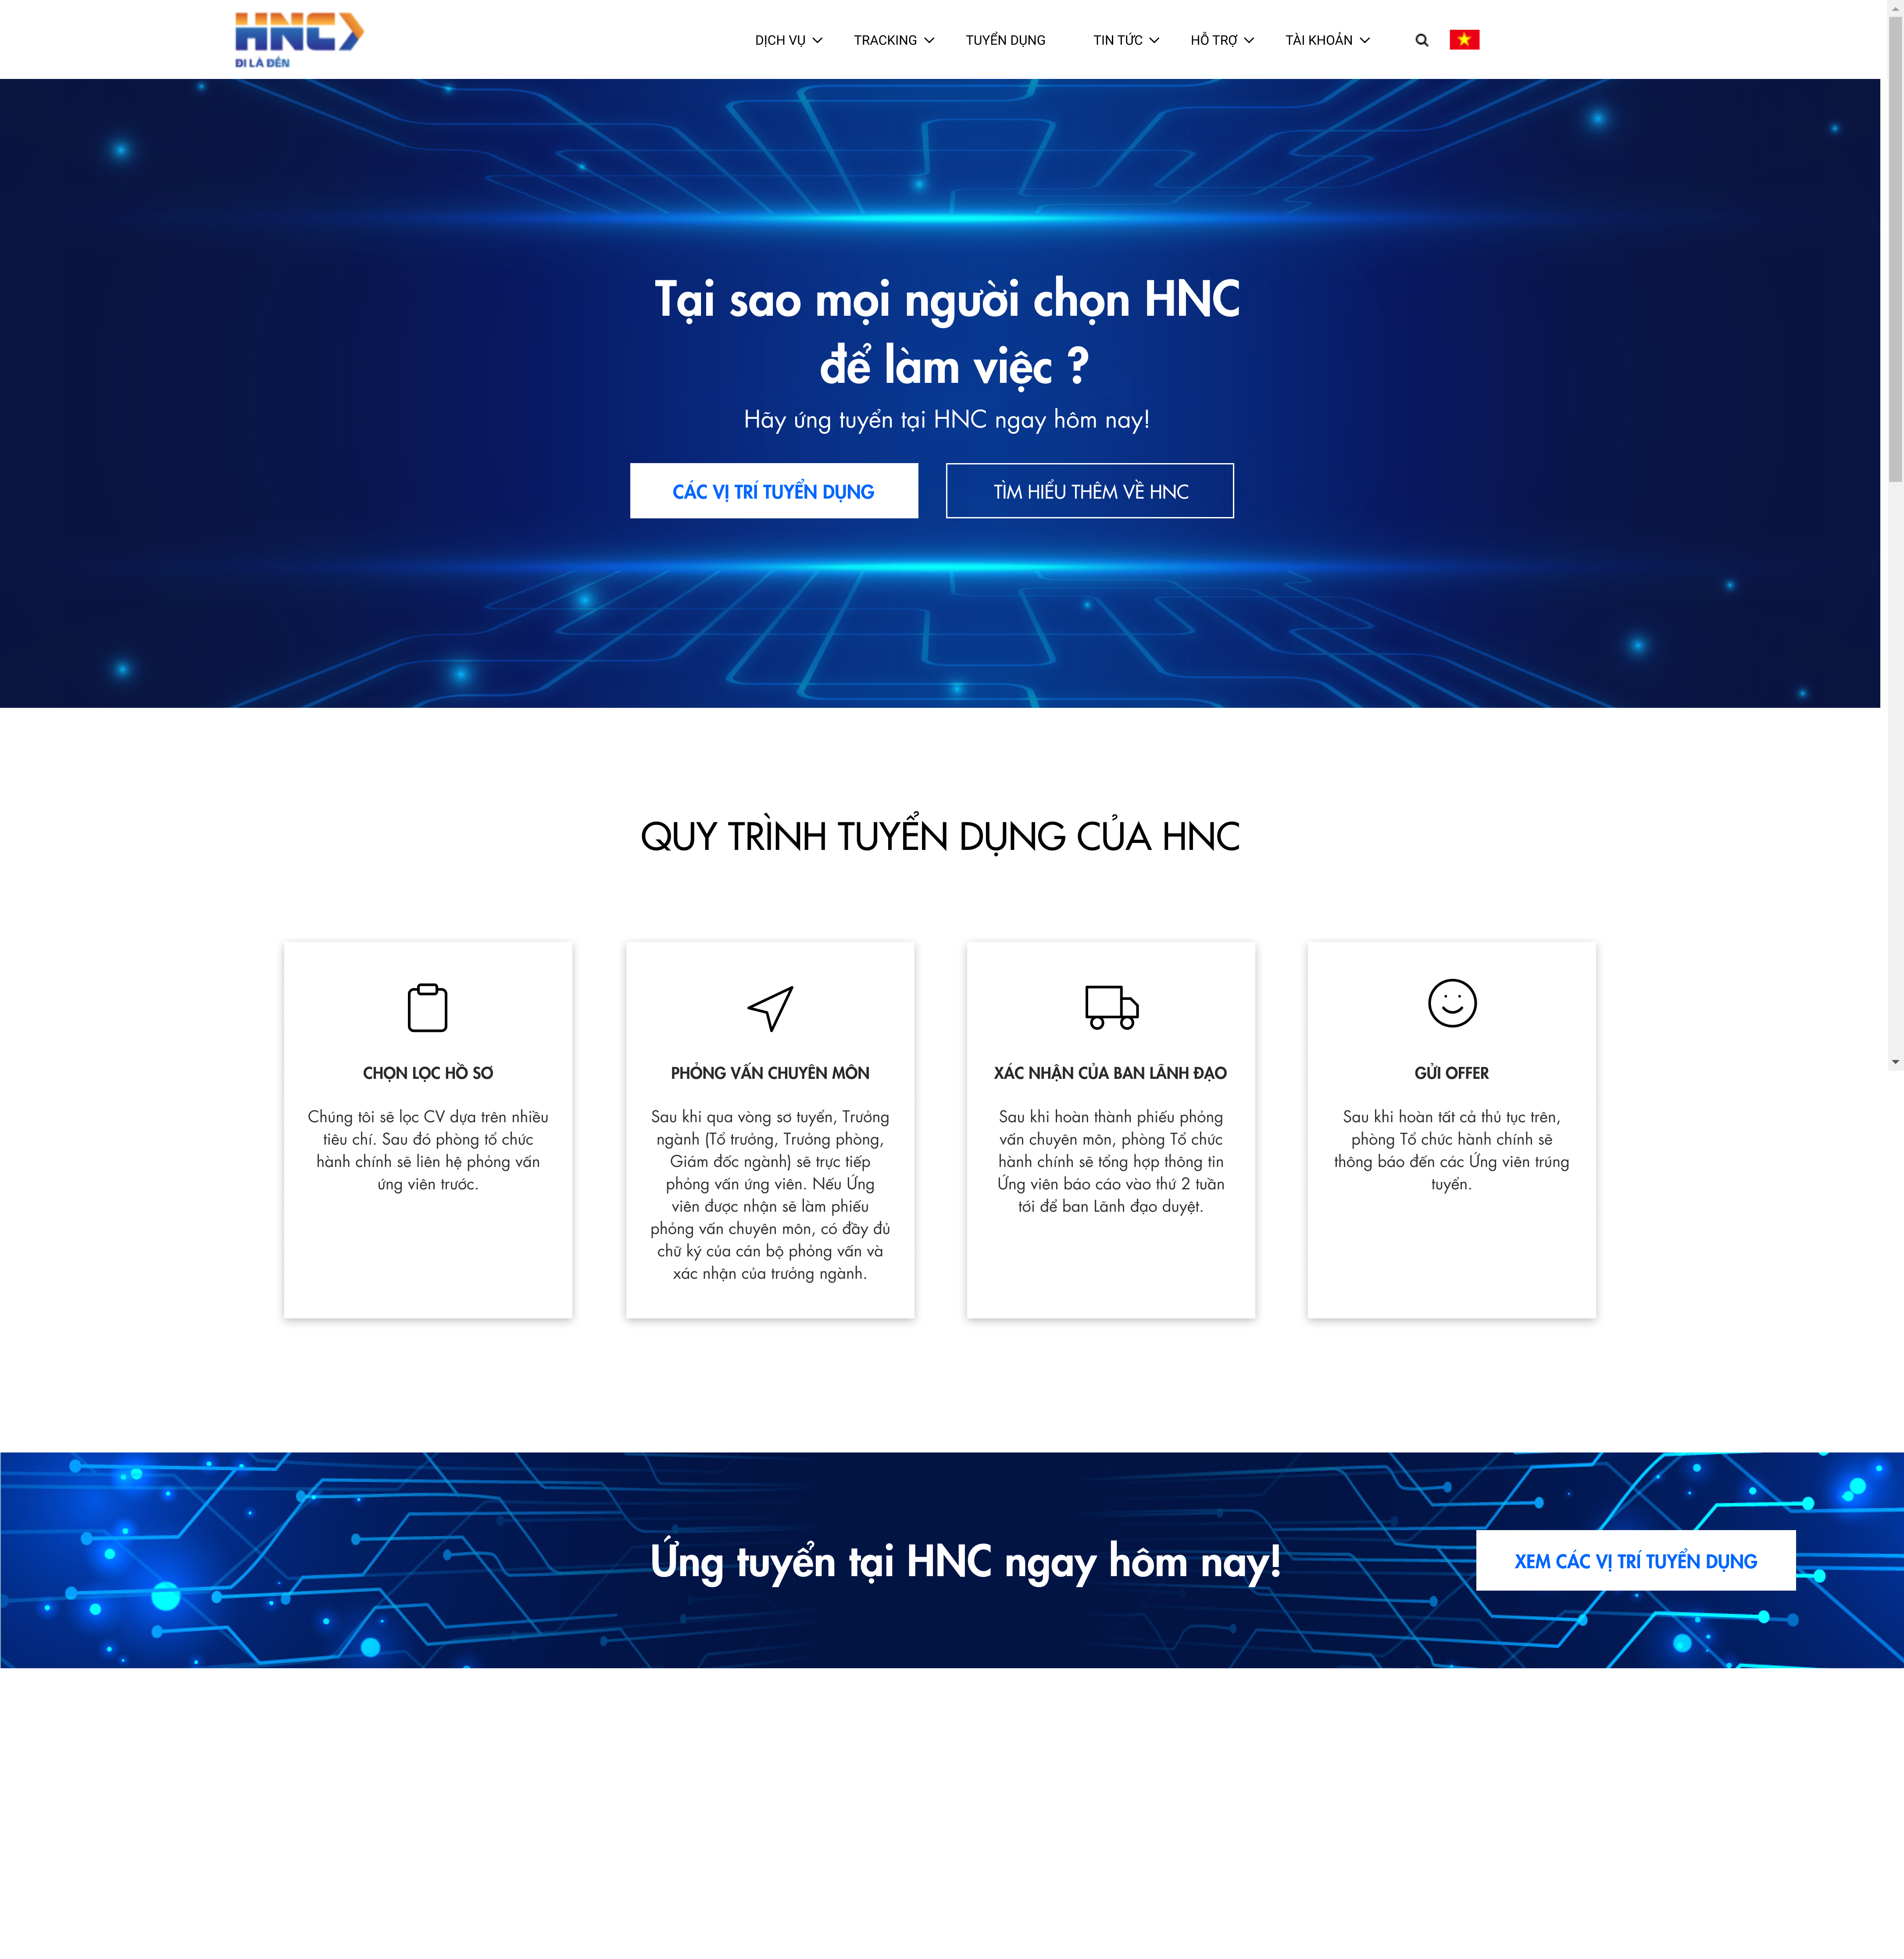 HNC
ĐI LÀ ĐẾN
DỊCH VỤ
TRACKING
TUYỂN DỤNG
TIN TỨC
HỖ TRỢ
TÀI KHOẢN
Tại sao mọi người chọn HNC
để làm việc ?
Hãy ứng tuyển tại HNC ngay hôm nay!
CÁC VỊ TRÍ TUYỂN DỤNG
TÌM HIỂU THÊM VỀ HNC
QUY TRÌNH TUYỂN DỤNG CỦA HNC
CHỌN LỌC HỒ SƠ
Chúng tôi sẽ lọc CV dựa trên nhiều
tiêu chí. Sau đó phòng tổ chức
hành chính sẽ liên hệ phỏng vấn
ứng viên trước.
PHỎNG VẤN CHUYÊN MÔN
Sau khi qua vòng sơ tuyển, Trưởng
ngành (Tổ trưởng, Trưởng phòng,
Giám đốc ngành) sẽ trực tiếp
phỏng vấn ứng viên. Nếu Ứng
viên được nhận sẽ làm phiếu
phỏng vấn chuyên môn, có đầy đủ
chữ ký của cán bộ phỏng vấn và
xác nhận của trưởng ngành.
XÁC NHẬN CỦA BAN LÃNH ĐẠO
Sau khi hoàn thành phiếu phỏng
vấn chuyên môn, phòng Tổ chức
hành chính sẽ tổng hợp thông tin
Ứng viên báo cáo vào thứ 2 tuần
tới để ban Lãnh đạo duyệt.
GỬI OFFER
Sau khi hoàn tất cả thủ tục trên,
phòng Tổ chức hành chính sẽ
thông báo đến các Ứng viên trúng
tuyển.
Ứng tuyển tại HNC ngay hôm nay!
XEM CÁC VỊ TRÍ TUYỂN DỤNG